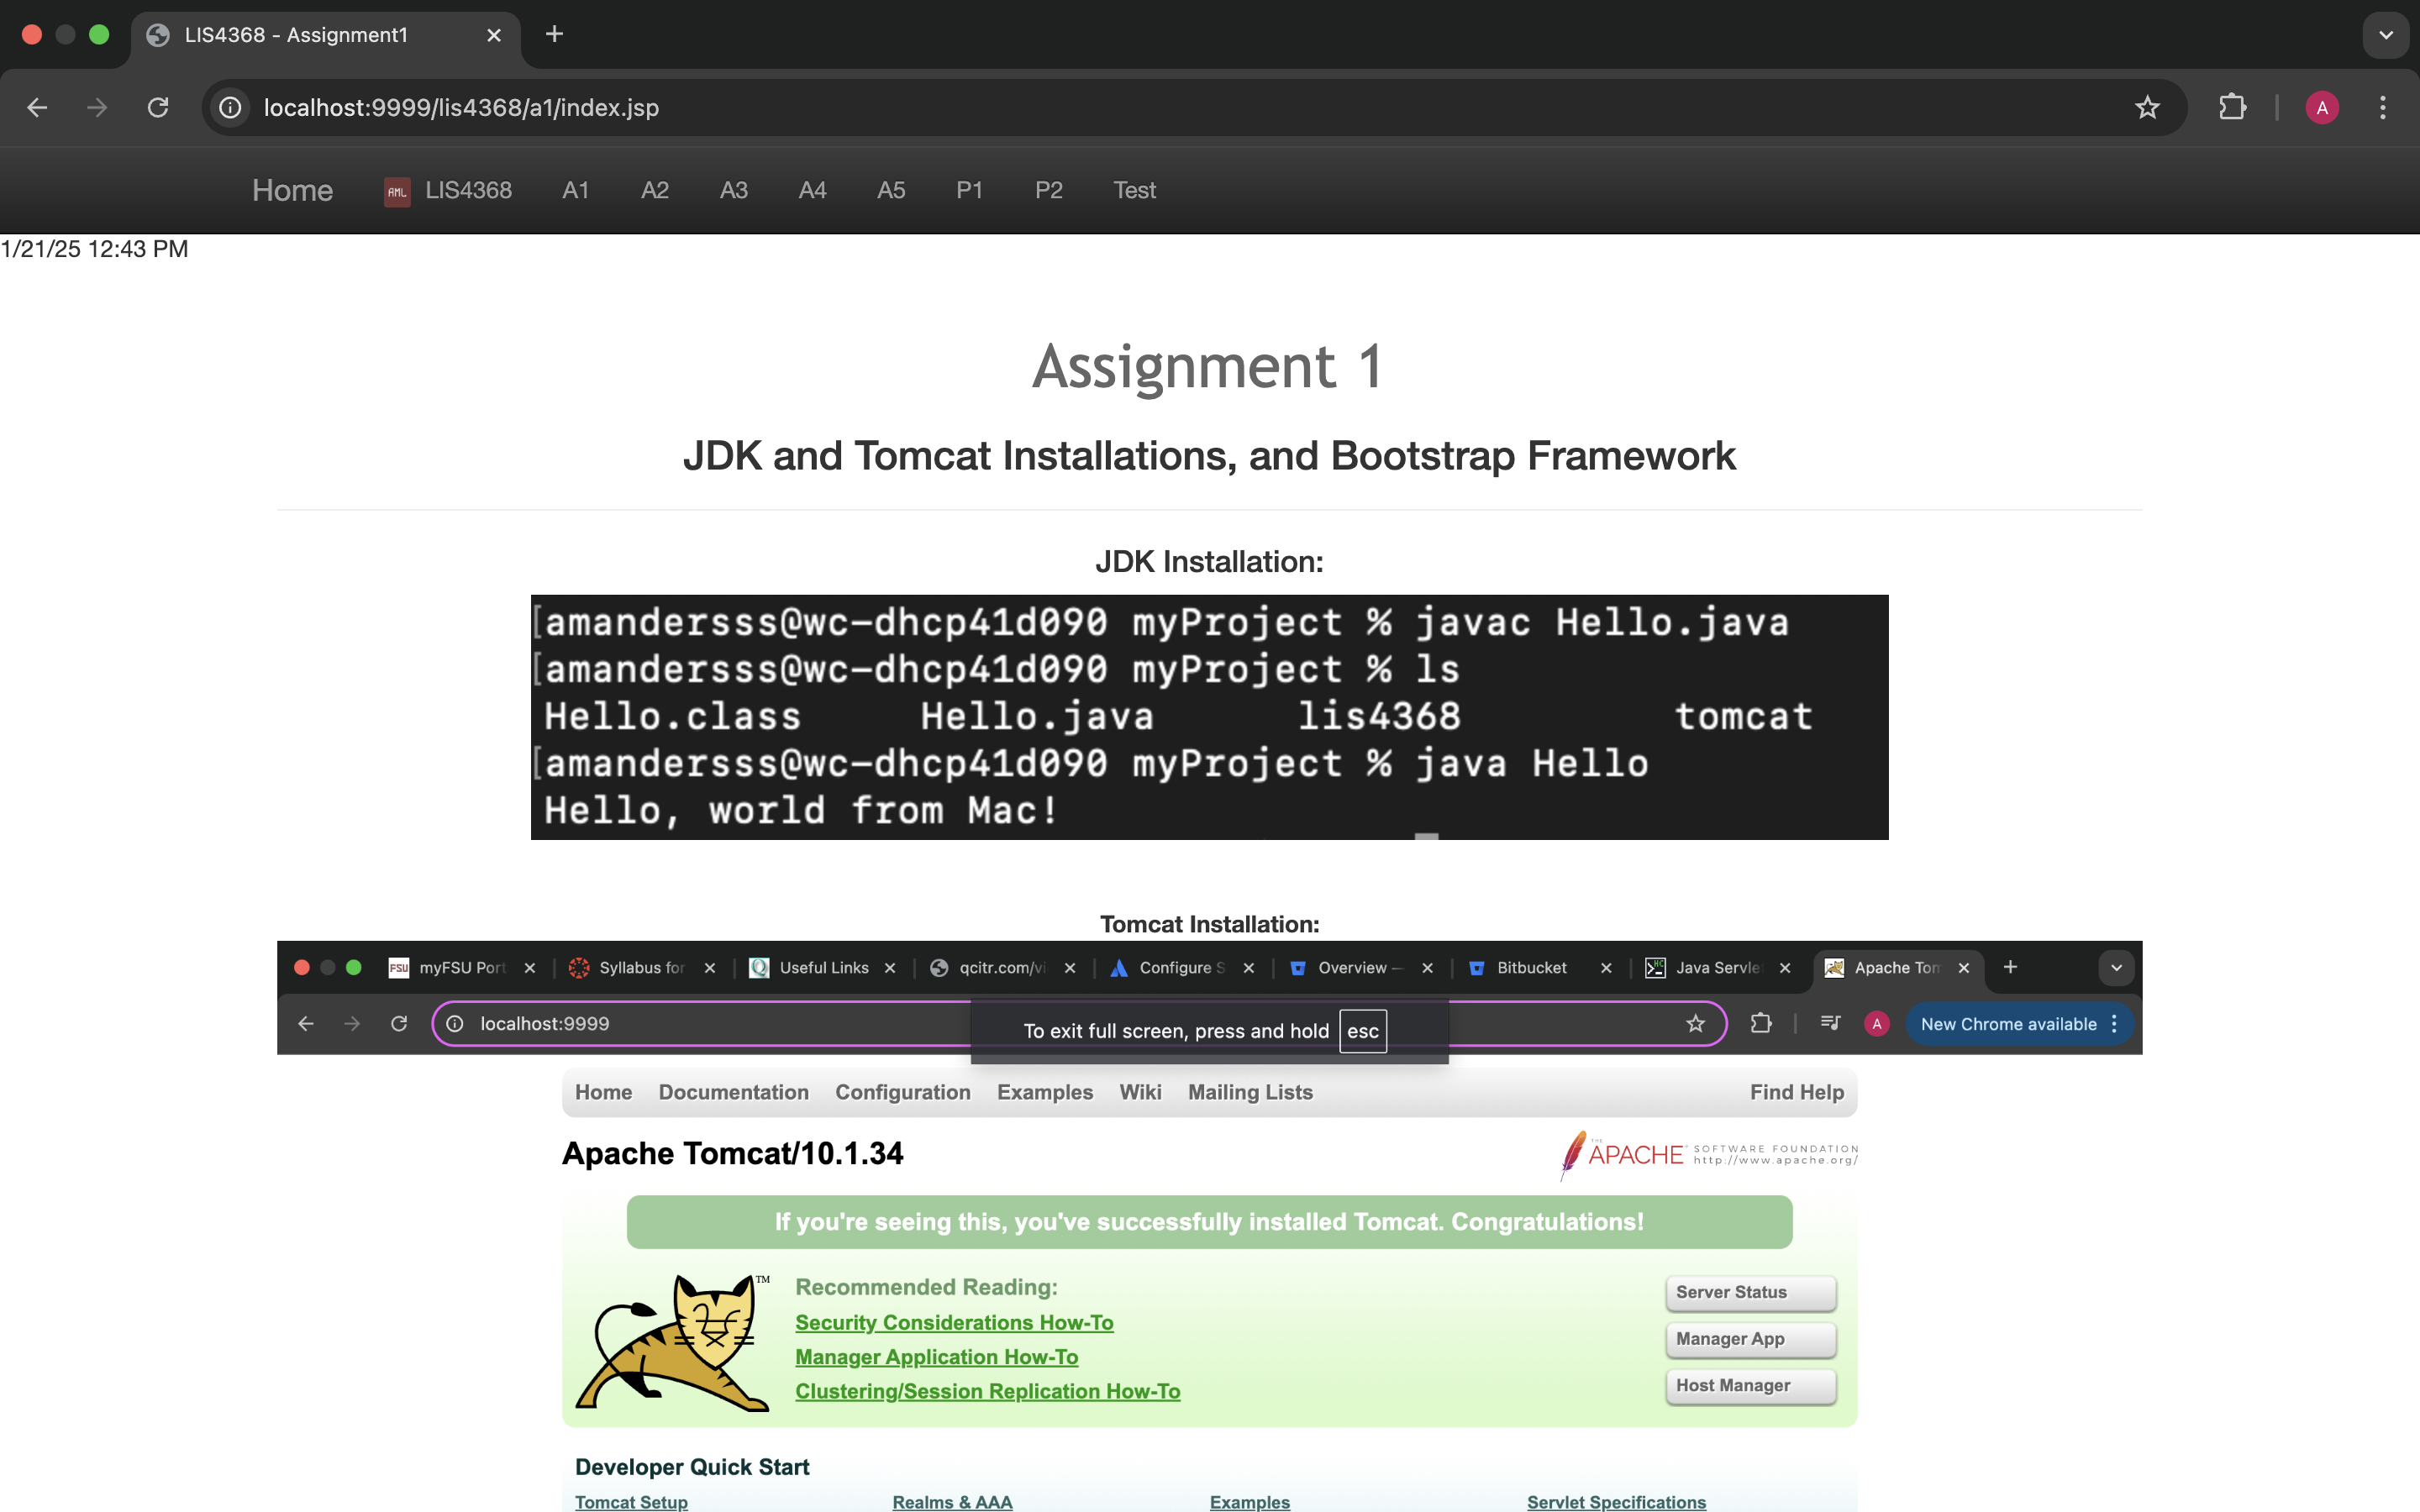 LIS4368 - Assignment1
localhost:9999/lis4368/a1/index.jsp
A
Home AML LIS4368 A1 A2 A3 A4 A5 P1 P2 Test
1/21/25 12:43 PM
Assignment 1
JDK and Tomcat Installations, and Bootstrap Framework
JDK Installation:
[amandersss@wc-dhcp41d090 myProject % javac Hello.java
[amandersss@wc-dhcp41d090 myProject % ls
Hello.class Hello.java lis4368 tomcat
[amandersss@wc-dhcp41d090 myProject % java Hello
Hello, world from Mac!
Tomcat Installation:
FSU myFSU Port Syllabus for Useful Links qcitr.com/vi Configure S Overview — Bitbucket Java Servlet Apache Tom
localhost:9999 A New Chrome available
To exit full screen, press and hold esc
Home Documentation Configuration Examples Wiki Mailing Lists Find Help
Apache Tomcat/10.1.34
THE APACHE SOFTWARE FOUNDATION
http://www.apache.org/
If you're seeing this, you've successfully installed Tomcat. Congratulations!
TM
Recommended Reading:
Security Considerations How-To
Manager Application How-To
Clustering/Session Replication How-To
Server Status
Manager App
Host Manager
Developer Quick Start
Tomcat Setup Realms & AAA Examples Servlet Specifications